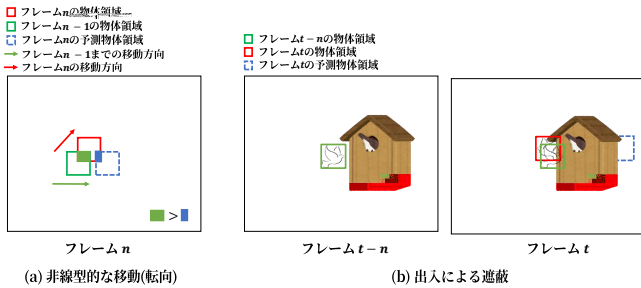 フレームnの物体領域
フレームn－1の物体領域
フレームnの予測物体領域
フレームn－1までの移動方向
フレームnの移動方向
>
フレーム n
(a) 非線型的な移動(転向)
フレームt－nの物体領域
フレームtの物体領域
フレームtの予測物体領域
フレーム t－n
フレーム t
(b) 出入による遮蔽